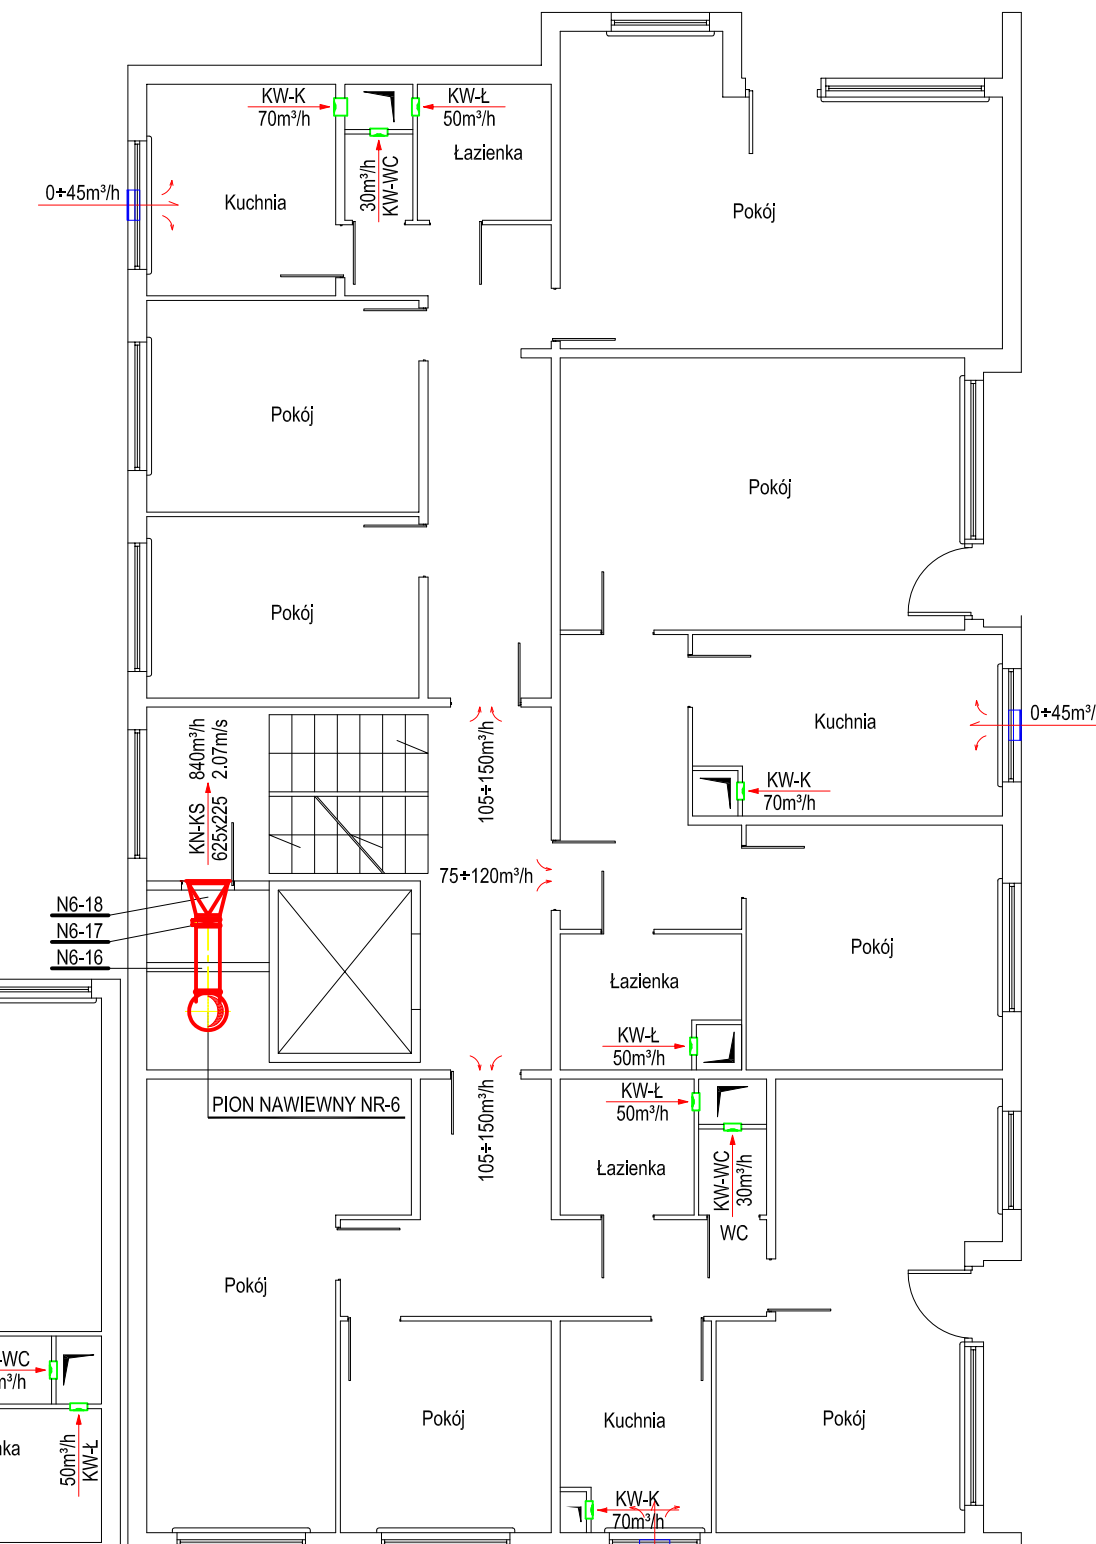 KW-K
70m³/h
KW-Ł
50m³/h
Łazienka
30m³/h
KW-WC
0÷45m³/h
Kuchnia
Pokój
Pokój
Pokój
Pokój
840m³/h
2.07m/s
KN-KS
625x225
105÷150m³/h
Kuchnia
0÷45m³/
KW-K
70m³/h
75÷120m³/h
N6-18
N6-17
N6-16
Pokój
Łazienka
KW-Ł
50m³/h
KW-Ł
50m³/h
PION NAWIEWNY NR-6
105÷150m³/h
Łazienka
KW-WC
30m³/h
WC
Pokój
-WC
m³/h
Pokój
Kuchnia
Pokój
nka
50m³/h
KW-Ł
KW-K
70m³/h